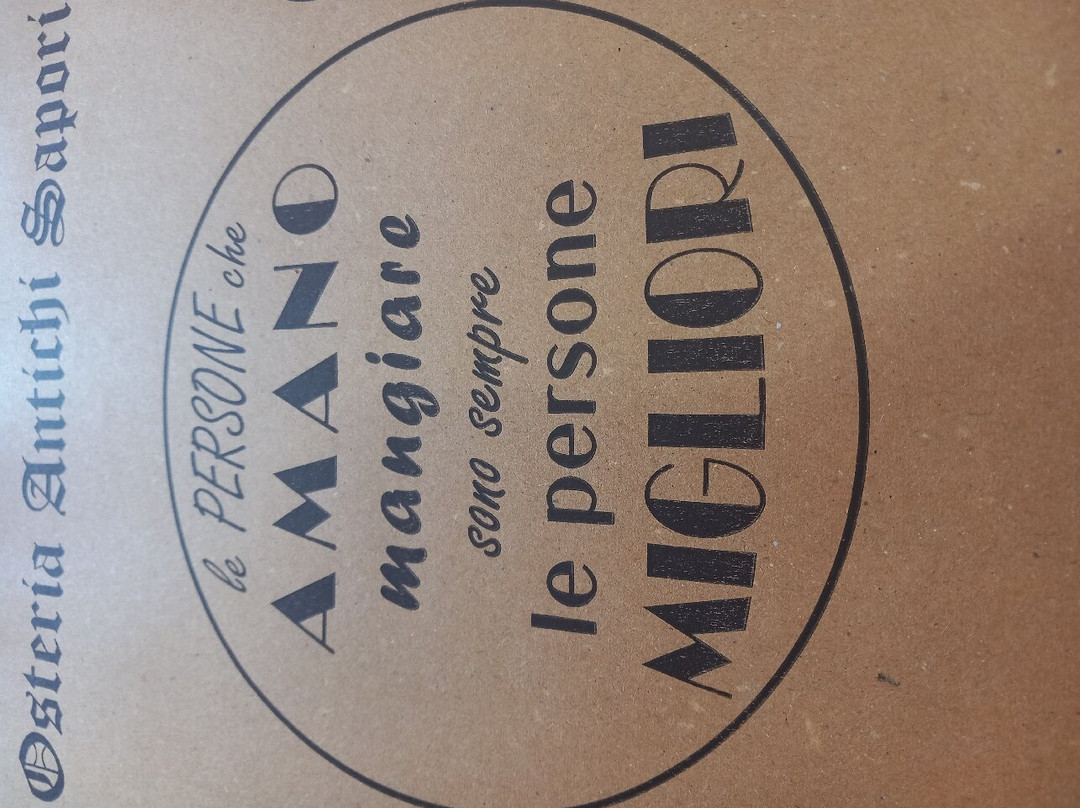 Osteria Antichi Sapori
le PERSONE che
AMANO
mangiare
sono sempre
le persone
MIGLIORI